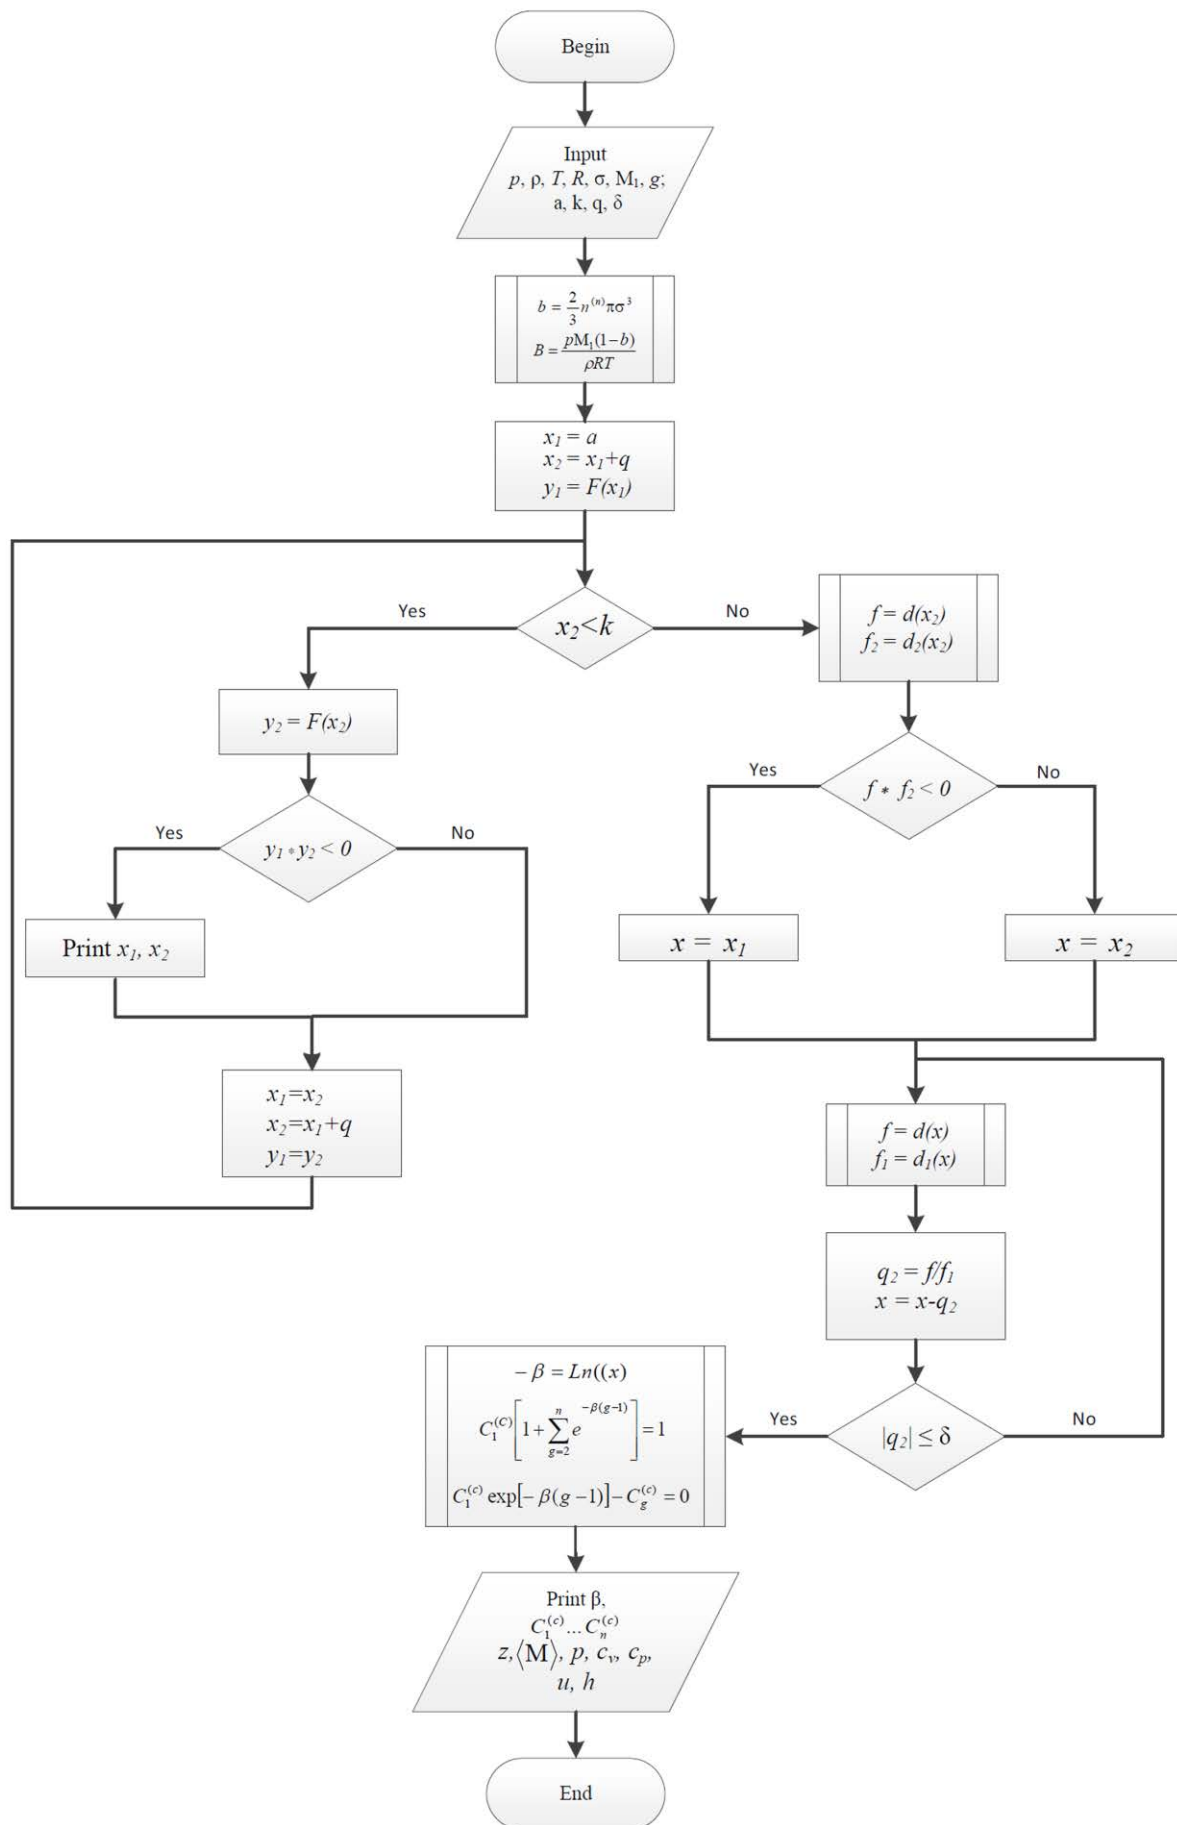 Begin
Input
p, ρ, T, R, σ, M₁, g;
a, k, q, δ
b = 2/3 n⁽ⁿ⁾πσ³
B = pM₁(1−b)/ρRT
x₁ = a
x₂ = x₁+q
y₁ = F(x₁)
x₂<k
Yes
No
y₂ = F(x₂)
y₁ * y₂ < 0
Yes
No
Print x₁, x₂
x₁=x₂
x₂=x₁+q
y₁=y₂
f = d(x₂)
f₂ = d₂(x₂)
f * f₂ < 0
Yes
No
x = x₁
x = x₂
f = d(x)
f₁ = d₁(x)
q₂ = f/f₁
x = x-q₂
|q₂| ≤ δ
Yes
No
− β = Ln((x)
C₁⁽ᶜ⁾[1+∑_{g=2}^{n} e^{−β(g−1)}]=1
C₁⁽ᶜ⁾ exp[− β(g −1)]− C_g⁽ᶜ⁾ = 0
Print β,
C₁⁽ᶜ⁾... Cₙ⁽ᶜ⁾
z,⟨M⟩, p, cᵥ, cₚ,
u, h
End